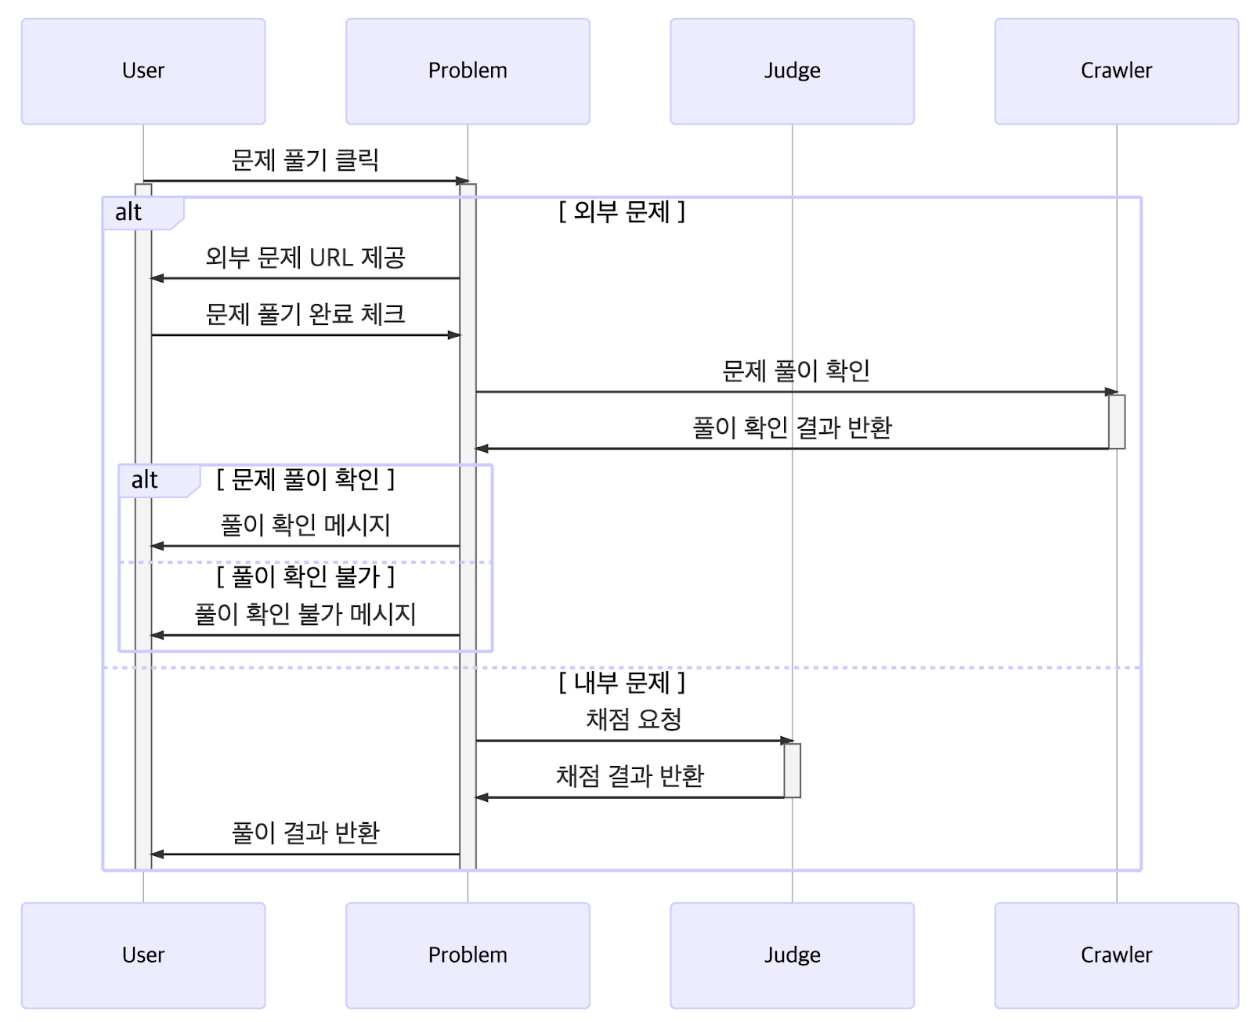 User
Problem
Judge
Crawler
문제 풀기 클릭
alt
[ 외부 문제 ]
외부 문제 URL 제공
문제 풀기 완료 체크
문제 풀이 확인
풀이 확인 결과 반환
alt
[ 문제 풀이 확인 ]
풀이 확인 메시지
[ 풀이 확인 불가 ]
풀이 확인 불가 메시지
[ 내부 문제 ]
채점 요청
채점 결과 반환
풀이 결과 반환
User
Problem
Judge
Crawler